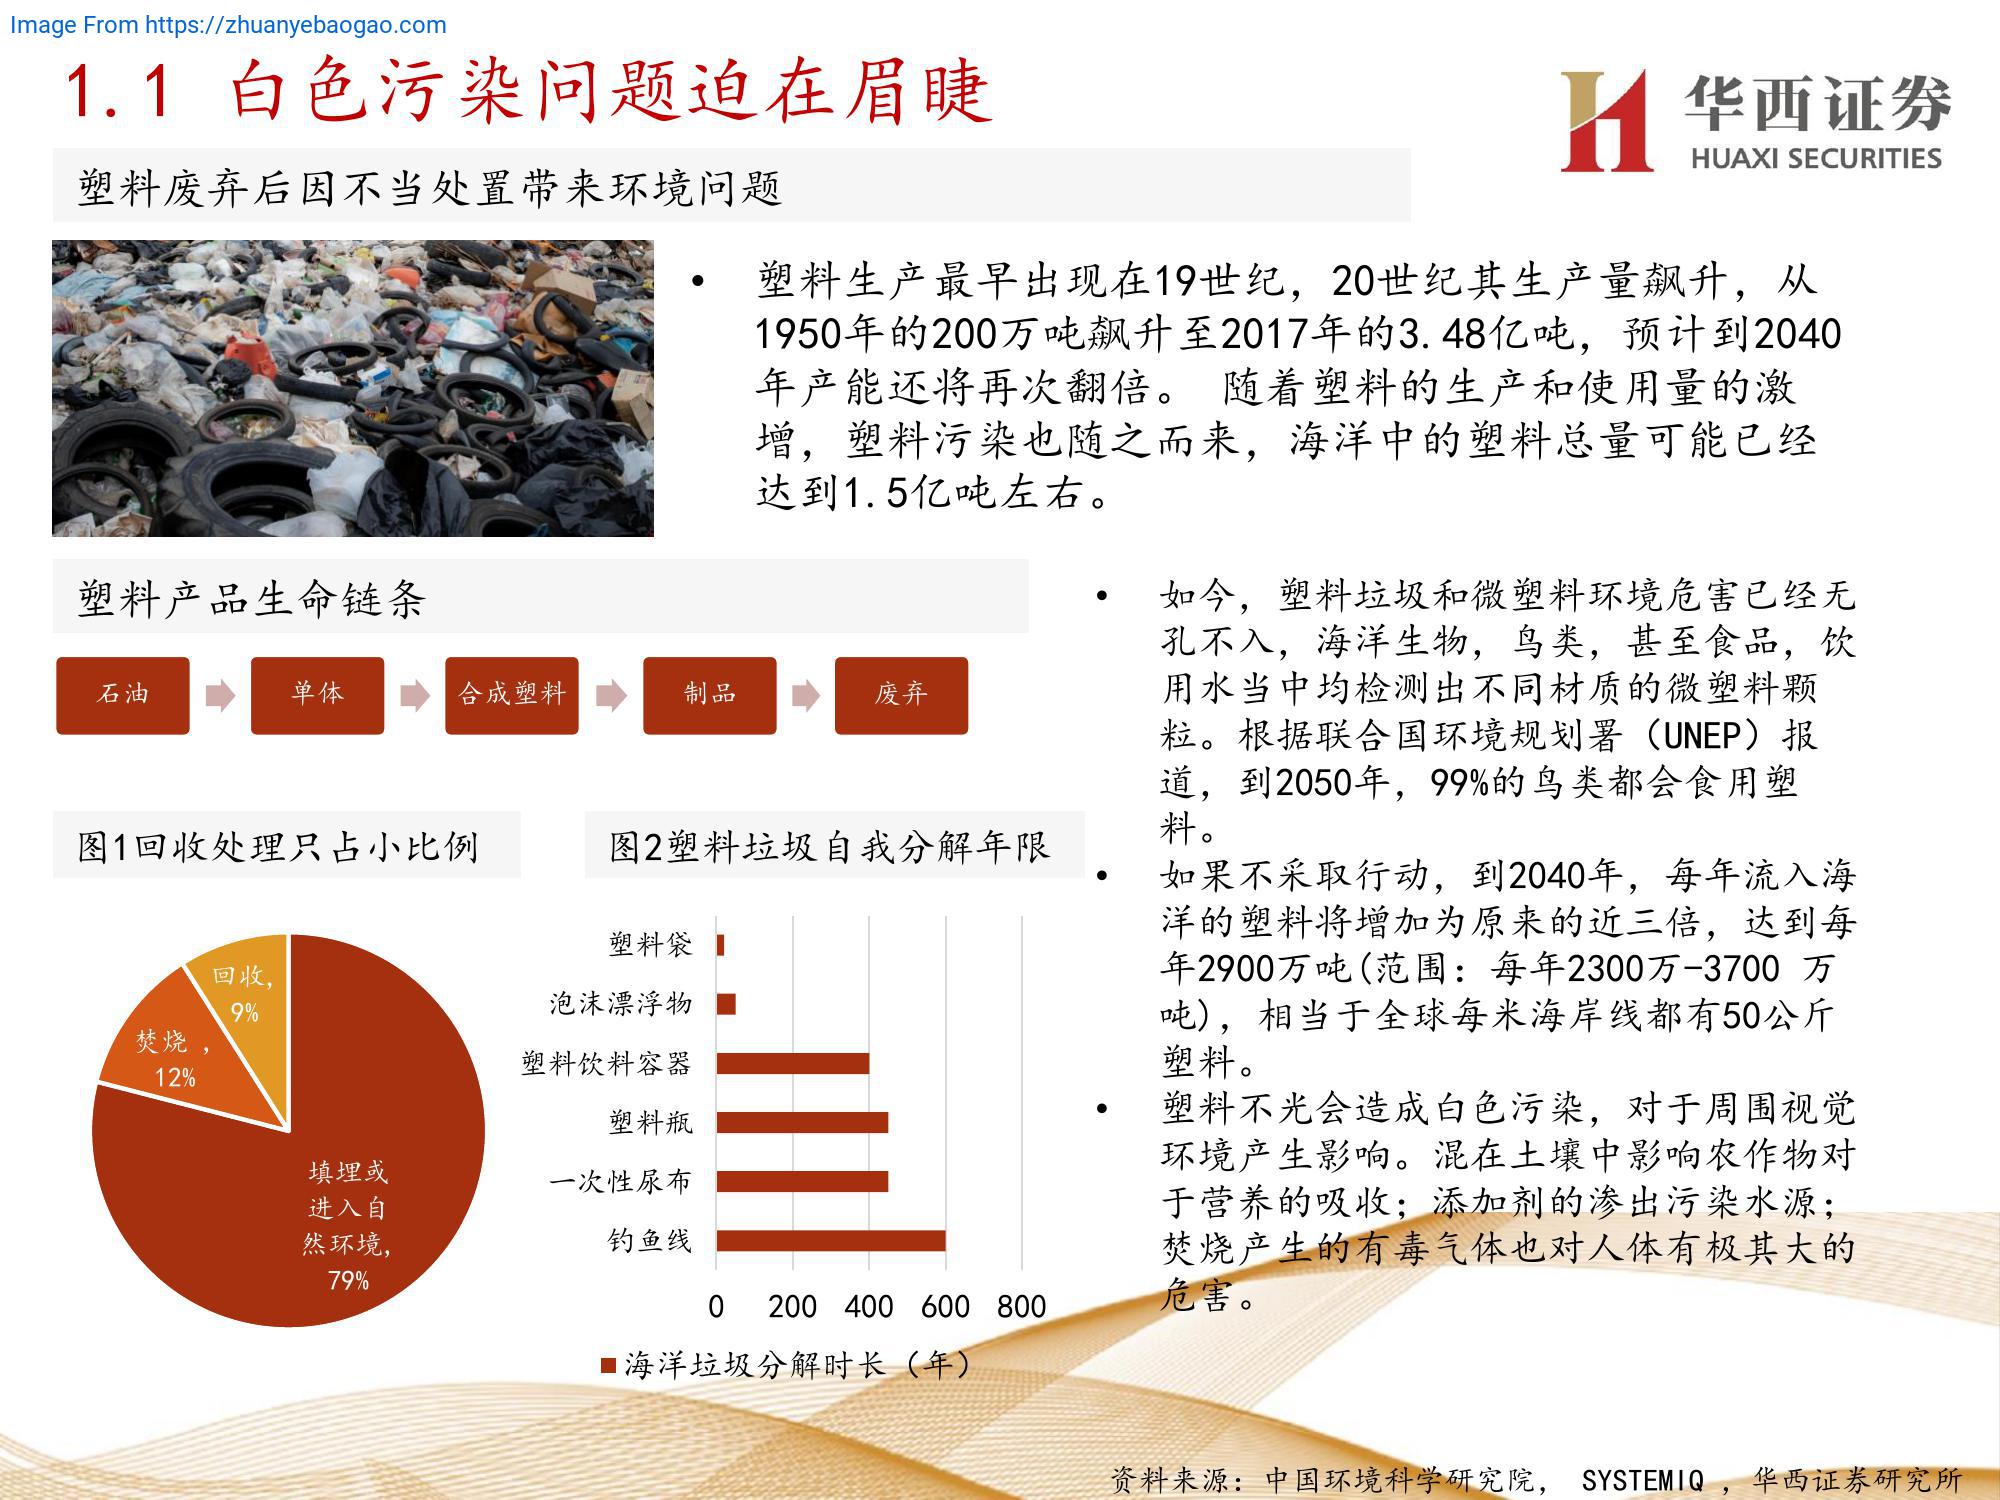 Image From https://zhuanyebaogao.com
1.1 白色污染问题迫在眉睫
华西证券
HUAXI SECURITIES
塑料废弃后因不当处置带来环境问题
• 塑料生产最早出现在19世纪，20世纪其生产量飙升，从
1950年的200万吨飙升至2017年的3.48亿吨，预计到2040
年产能还将再次翻倍。 随着塑料的生产和使用量的激
增，塑料污染也随之而来，海洋中的塑料总量可能已经
达到1.5亿吨左右。
塑料产品生命链条
石油
单体
合成塑料
制品
废弃
图1回收处理只占小比例
回收，
9%
焚烧 ，
12%
填埋或
进入自
然环境，
79%
图2塑料垃圾自我分解年限
塑料袋
泡沫漂浮物
塑料饮料容器
塑料瓶
一次性尿布
钓鱼线
0 200 400 600 800
海洋垃圾分解时长（年）
• 如今，塑料垃圾和微塑料环境危害已经无
孔不入，海洋生物，鸟类，甚至食品，饮
用水当中均检测出不同材质的微塑料颗
粒。根据联合国环境规划署（UNEP）报
道，到2050年，99%的鸟类都会食用塑
料。
• 如果不采取行动，到2040年，每年流入海
洋的塑料将增加为原来的近三倍，达到每
年2900万吨(范围：每年2300万-3700 万
吨)，相当于全球每米海岸线都有50公斤
塑料。
• 塑料不光会造成白色污染，对于周围视觉
环境产生影响。混在土壤中影响农作物对
于营养的吸收；添加剂的渗出污染水源；
焚烧产生的有毒气体也对人体有极其大的
危害。
资料来源：中国环境科学研究院， SYSTEMIQ ，华西证券研究所